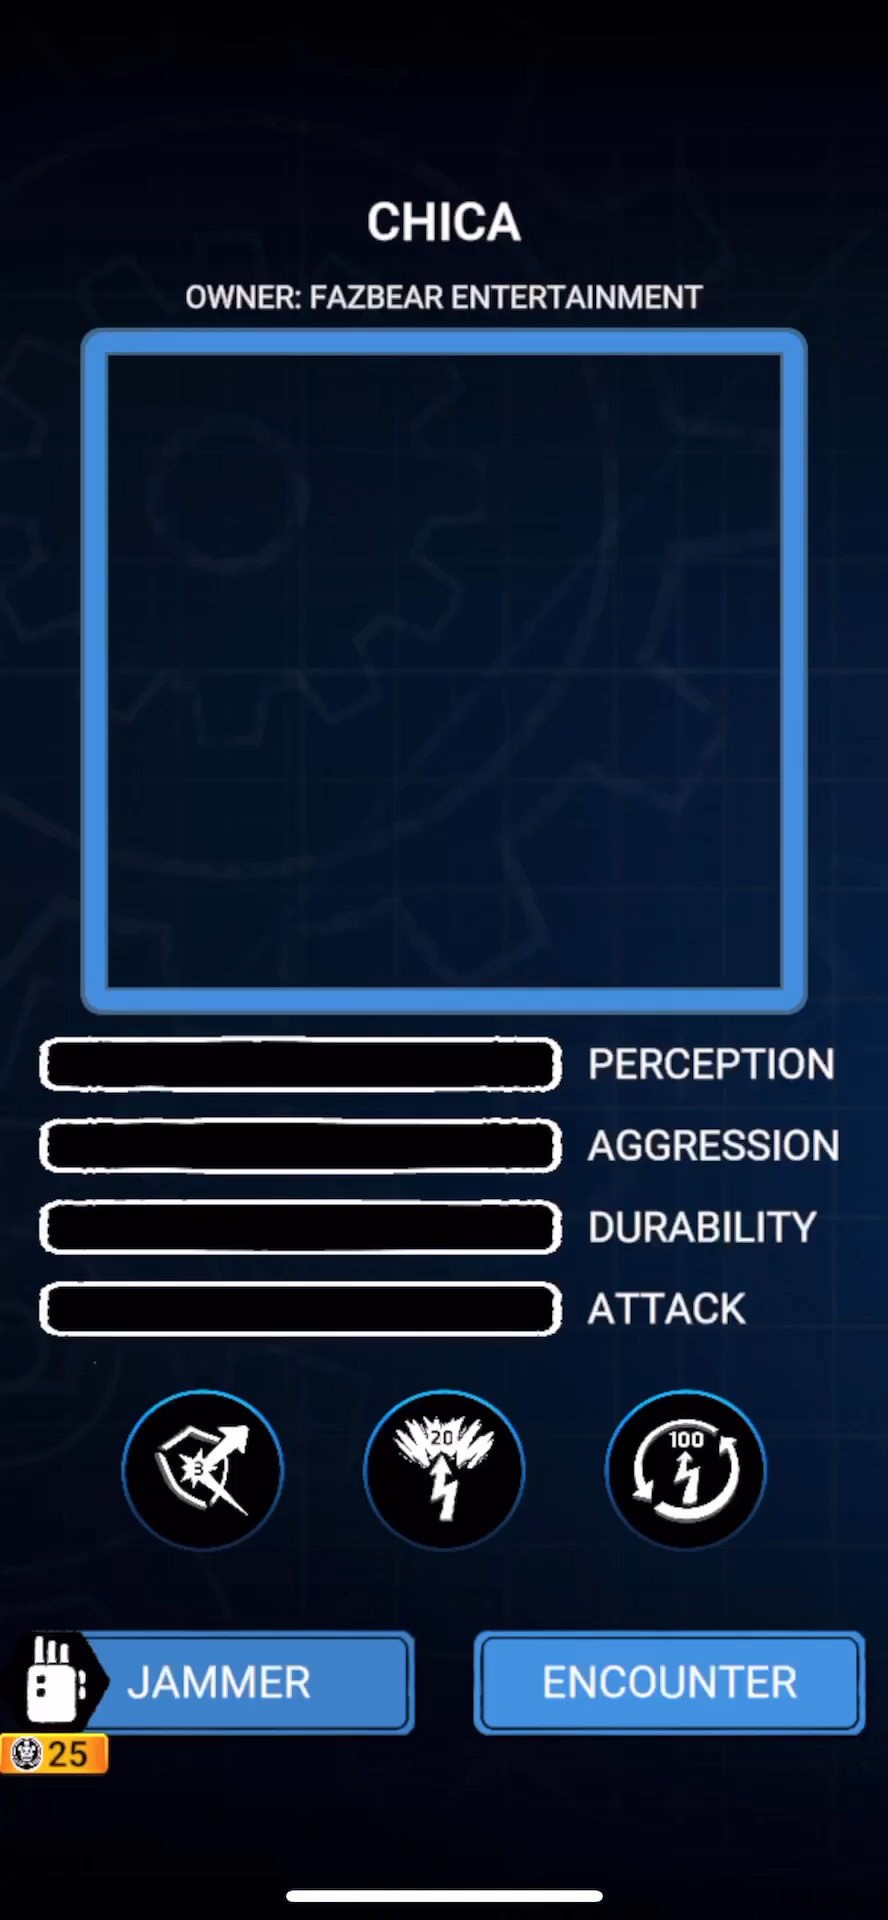 CHICA
OWNER: FAZBEAR ENTERTAINMENT
PERCEPTION
AGGRESSION
DURABILITY
ATTACK
3
20
100
JAMMER
ENCOUNTER
25